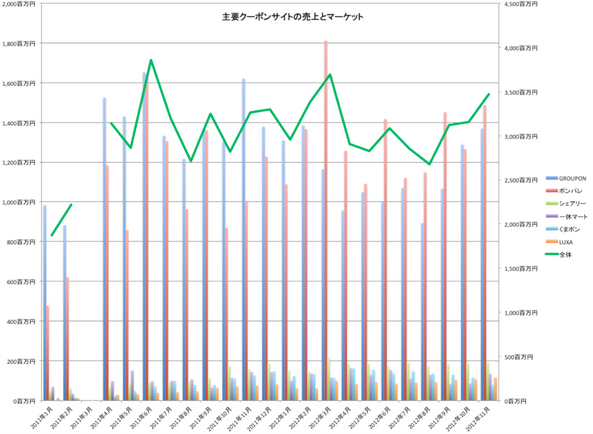 主要クーポンサイトの売上とマーケット
2,000百万円
1,800百万円
1,600百万円
1,400百万円
1,200百万円
1,000百万円
800百万円
600百万円
400百万円
200百万円
0百万円
4,500百万円
4,000百万円
3,500百万円
3,000百万円
2,500百万円
2,000百万円
1,500百万円
1,000百万円
500百万円
0百万円
GROUPON
ポンパレ
シェアリー
一休マート
くまポン
LUXA
全体
2011年1月
2011年2月
2011年3月
2011年4月
2011年5月
2011年6月
2011年7月
2011年8月
2011年9月
2011年10月
2011年11月
2011年12月
2012年1月
2012年2月
2012年3月
2012年4月
2012年5月
2012年6月
2012年7月
2012年8月
2012年9月
2012年10月
2012年11月